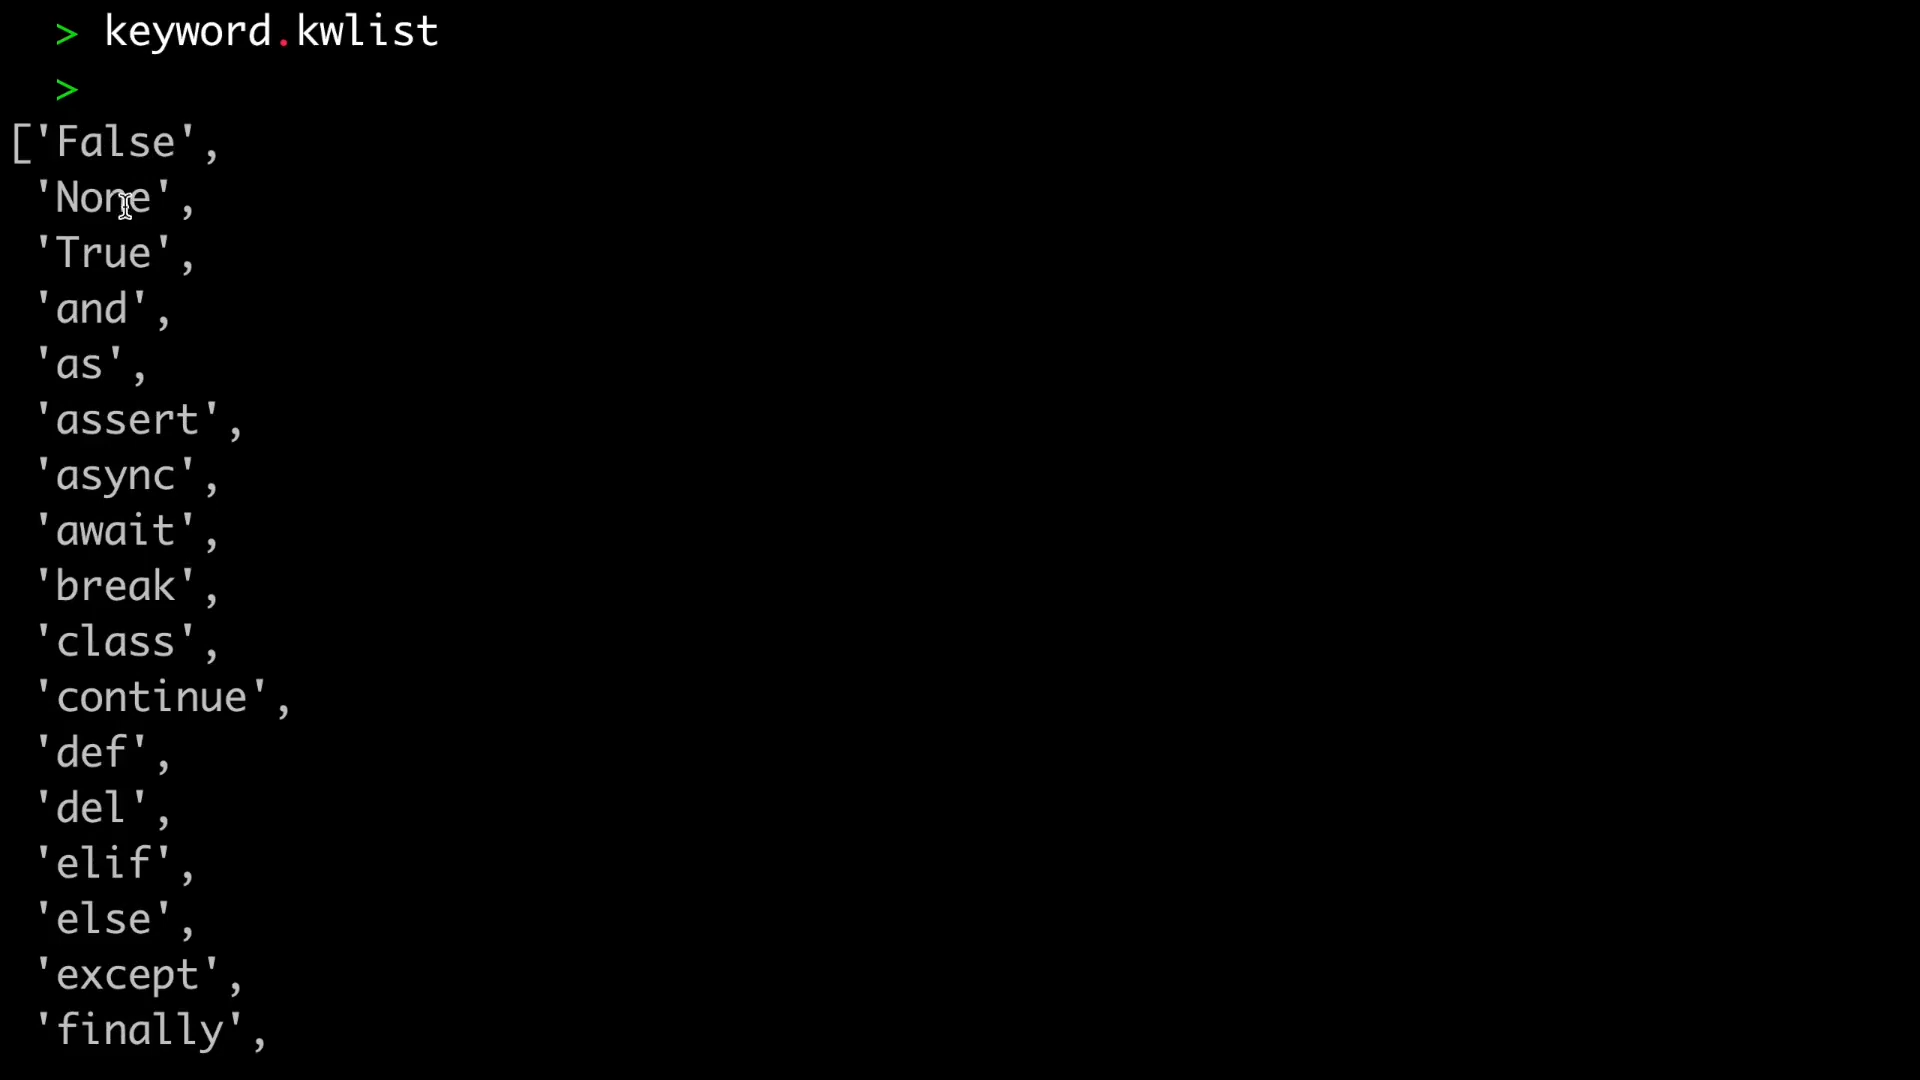 > keyword.kwlist
>
['False',
'None',
'True',
'and',
'as',
'assert',
'async',
'await',
'break',
'class',
'continue',
'def',
'del',
'elif',
'else',
'except',
'finally',